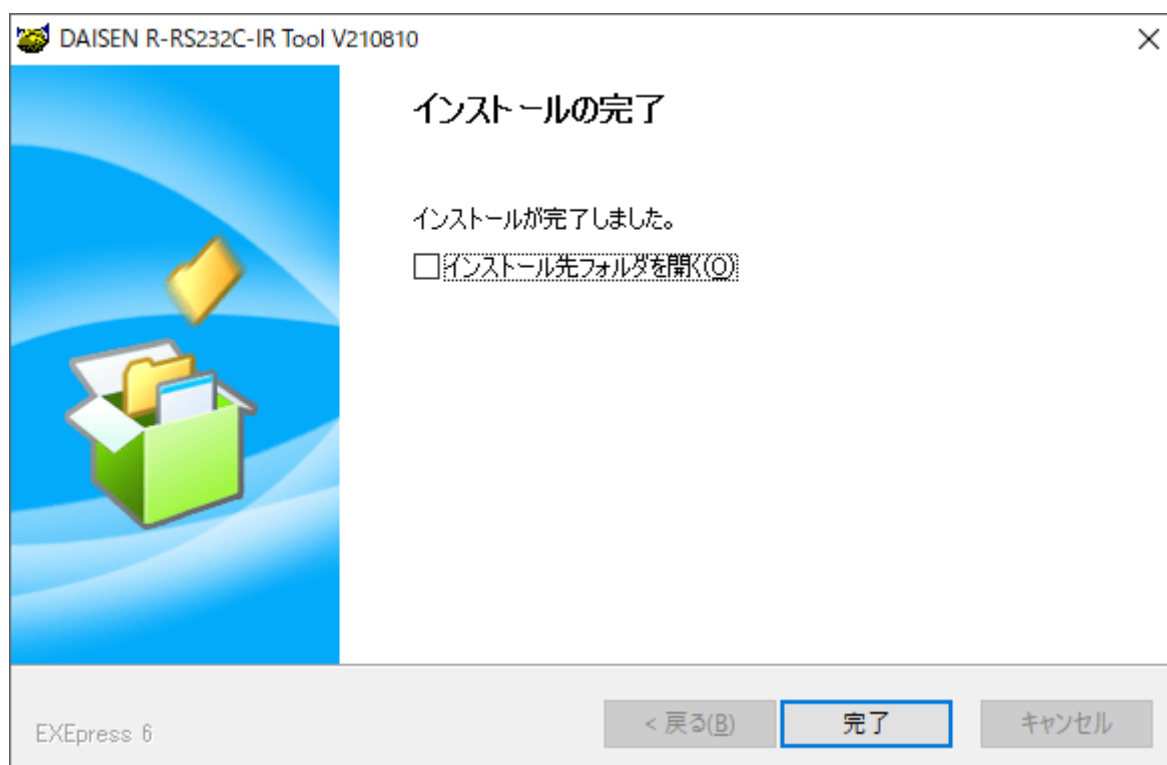 DAISEN R-RS232C-IR Tool V210810
インストールの完了
インストールが完了しました。
インストール先フォルダを開く(O)
EXEpress 6
< 戻る(B)
完了
キャンセル